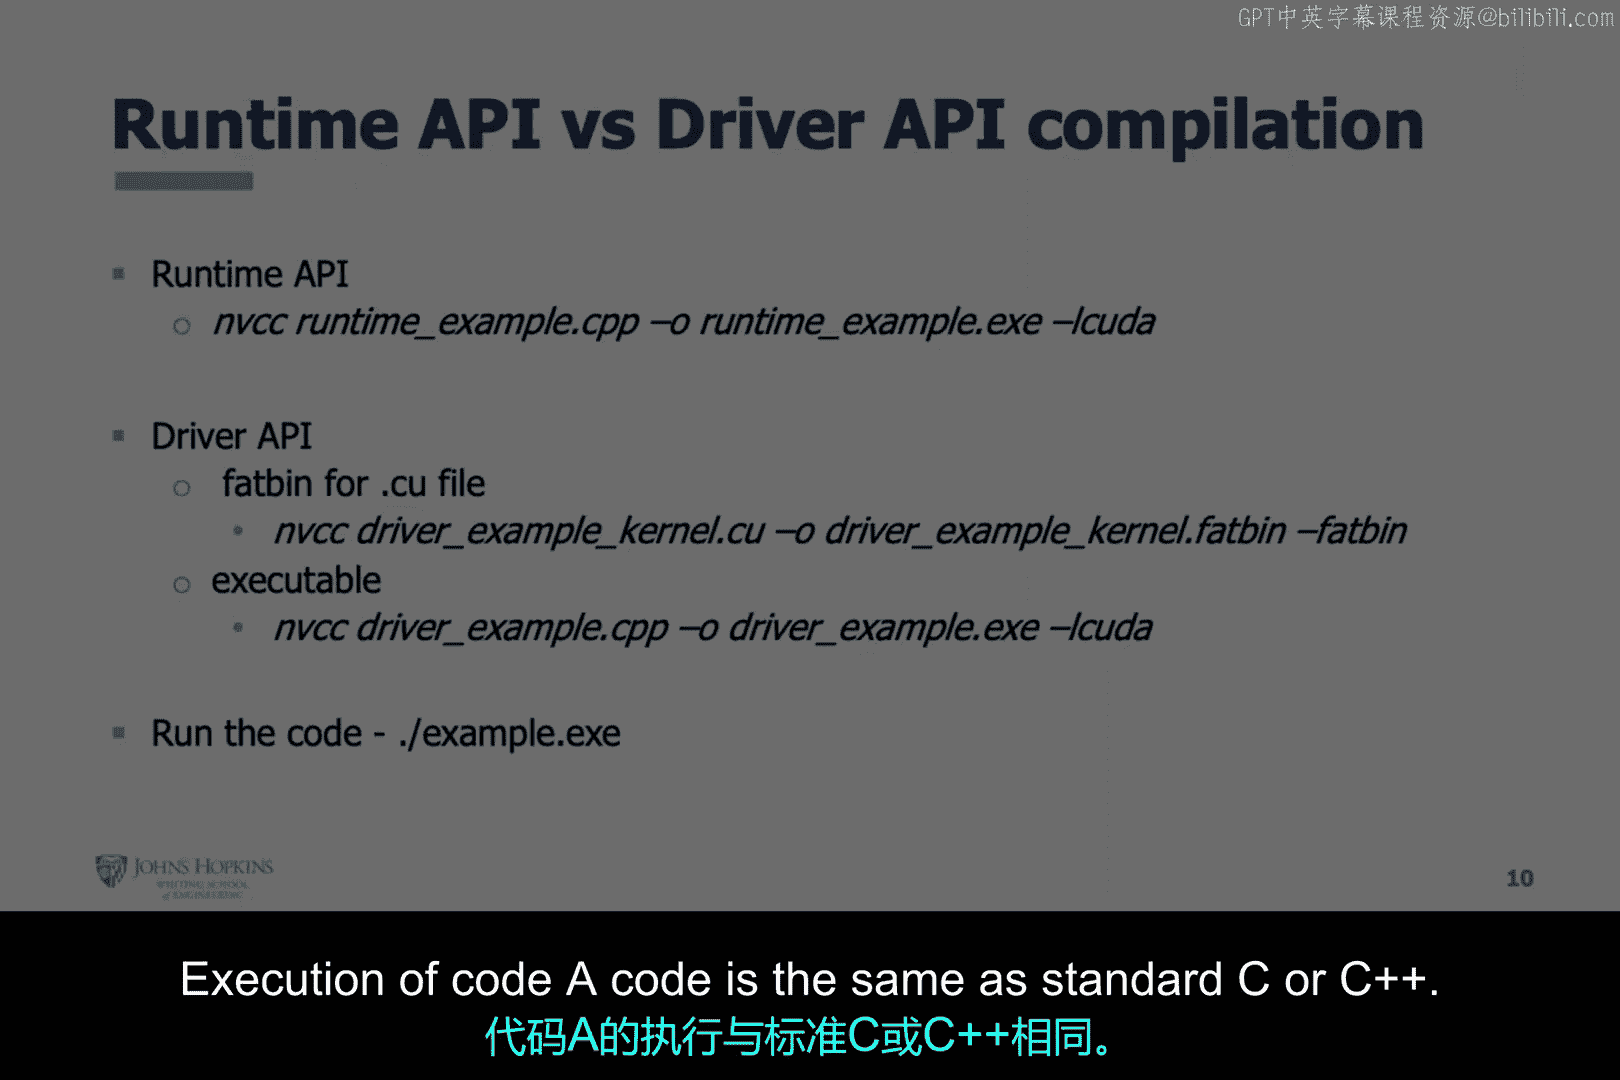 GPT中英字幕课程资源@bilibili.com
Runtime API vs Driver API compilation
Runtime API
nvcc runtime_example.cpp –o runtime_example.exe –lcuda
Driver API
fatbin for .cu file
nvcc driver_example_kernel.cu –o driver_example_kernel.fatbin –fatbin
executable
nvcc driver_example.cpp –o driver_example.exe –lcuda
Run the code - ./example.exe
JOHNS HOPKINS
WHITING SCHOOL
of ENGINEERING
10
Execution of code A code is the same as standard C or C++.
代码A的执行与标准C或C++相同。